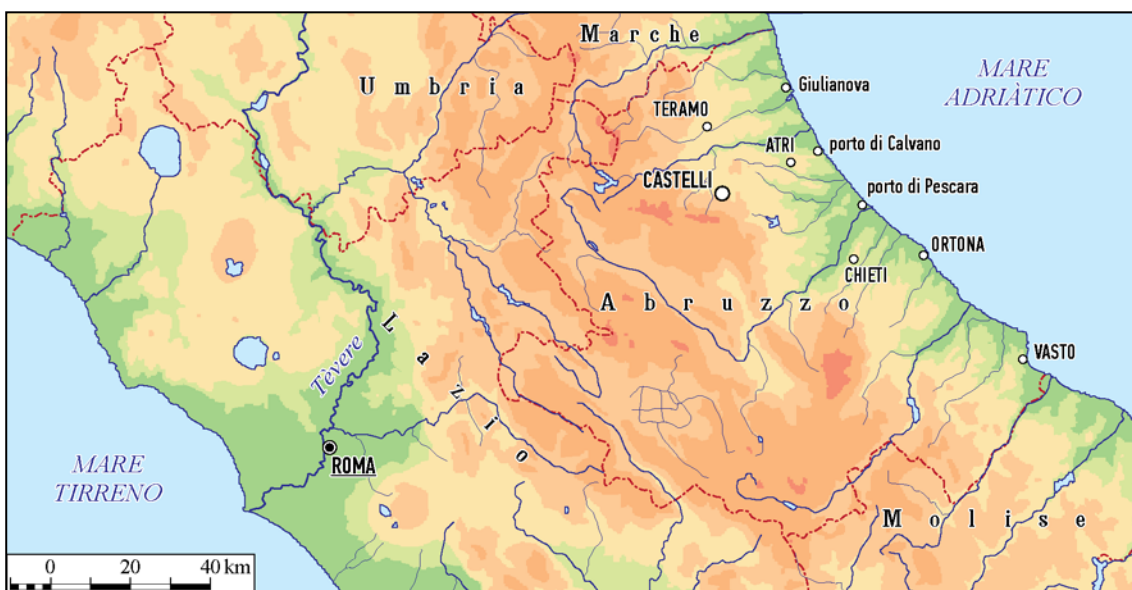 Marche
Umbria
MARE
ADRIÀTICO
Giulianova
TERAMO
ATRI
porto di Calvano
CASTELLI
porto di Pescara
ORTONA
CHIETI
Abruzzo
Lazio
Tèvere
VASTO
ROMA
MARE
TIRRENO
Molise
0 20 40 km